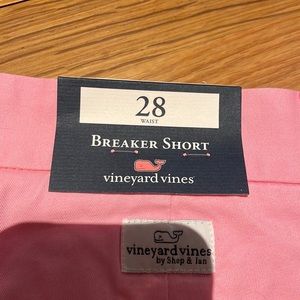 28
WAIST
BREAKER SHORT
vineyard vines
vineyard vines
by Shep & Ian